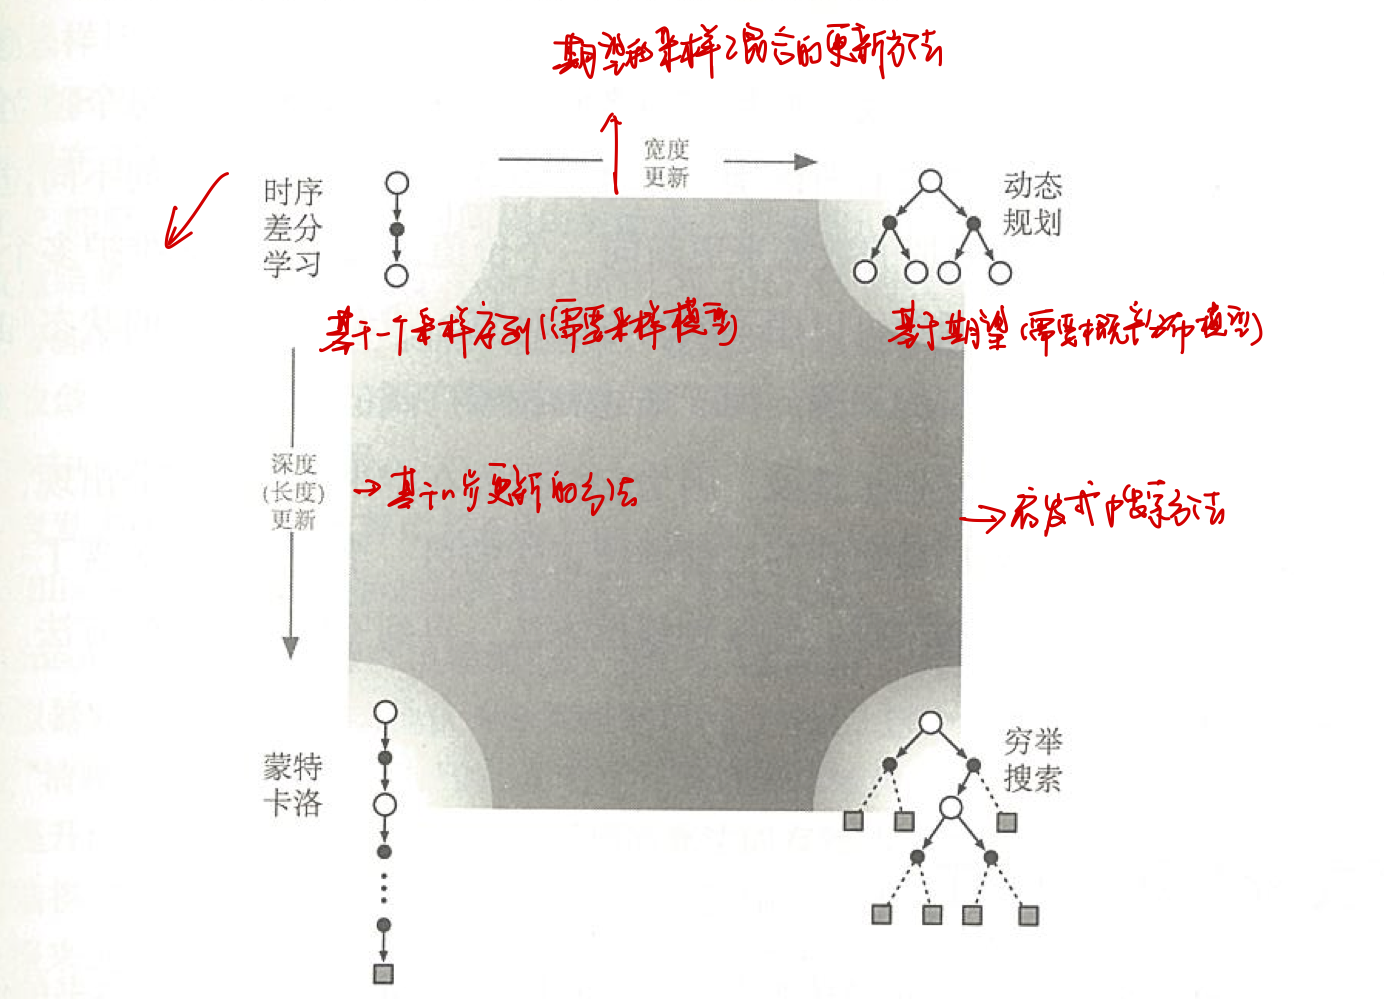 期望和采样混合的更新方法
宽度
更新
时序
差分
学习
动态
规划
基于一个采样序列(需要采样模型)
基于期望(需要概率分布模型)
深度
(长度)
更新
→基于n步更新的方法
→启发式搜索方法
蒙特
卡洛
穷举
搜索